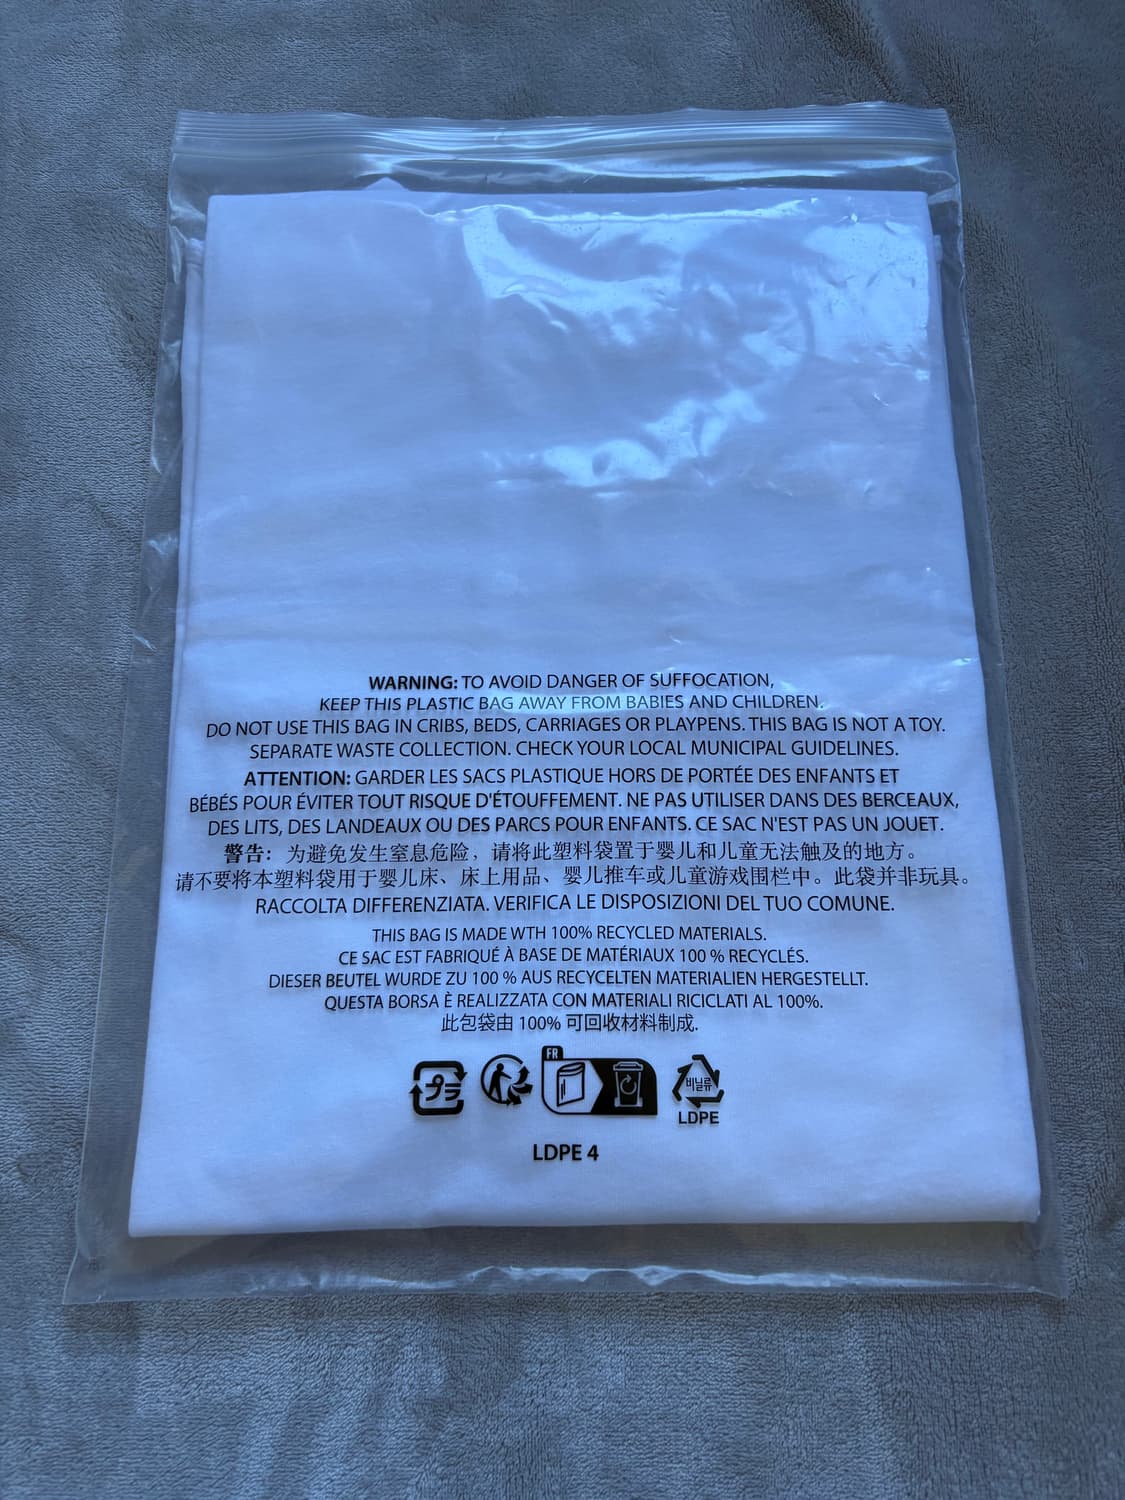 WARNING: TO AVOID DANGER OF SUFFOCATION,
KEEP THIS PLASTIC BAG AWAY FROM BABIES AND CHILDREN.
DO NOT USE THIS BAG IN CRIBS, BEDS, CARRIAGES OR PLAYPENS. THIS BAG IS NOT A TOY.
SEPARATE WASTE COLLECTION. CHECK YOUR LOCAL MUNICIPAL GUIDELINES.
ATTENTION: GARDER LES SACS PLASTIQUE HORS DE PORTÉE DES ENFANTS ET
BÉBÉS POUR ÉVITER TOUT RISQUE D'ÉTOUFFEMENT. NE PAS UTILISER DANS DES BERCEAUX,
DES LITS, DES LANDEAUX OU DES PARCS POUR ENFANTS. CE SAC N'EST PAS UN JOUET.
警告：为避免发生窒息危险，请将此塑料袋置于婴儿和儿童无法触及的地方。
请不要将本塑料袋用于婴儿床、床上用品、婴儿推车或儿童游戏围栏中。此袋并非玩具。
RACCOLTA DIFFERENZIATA. VERIFICA LE DISPOSIZIONI DEL TUO COMUNE.
THIS BAG IS MADE WTH 100% RECYCLED MATERIALS.
CE SAC EST FABRIQUÉ À BASE DE MATÉRIAUX 100 % RECYCLÉS.
DIESER BEUTEL WURDE ZU 100 % AUS RECYCELTEN MATERIALIEN HERGESTELLT.
QUESTA BORSA È REALIZZATA CON MATERIALI RICICLATI AL 100%.
此包袋由 100% 可回收材料制成.
プラ FR 비닐류
LDPE
LDPE 4